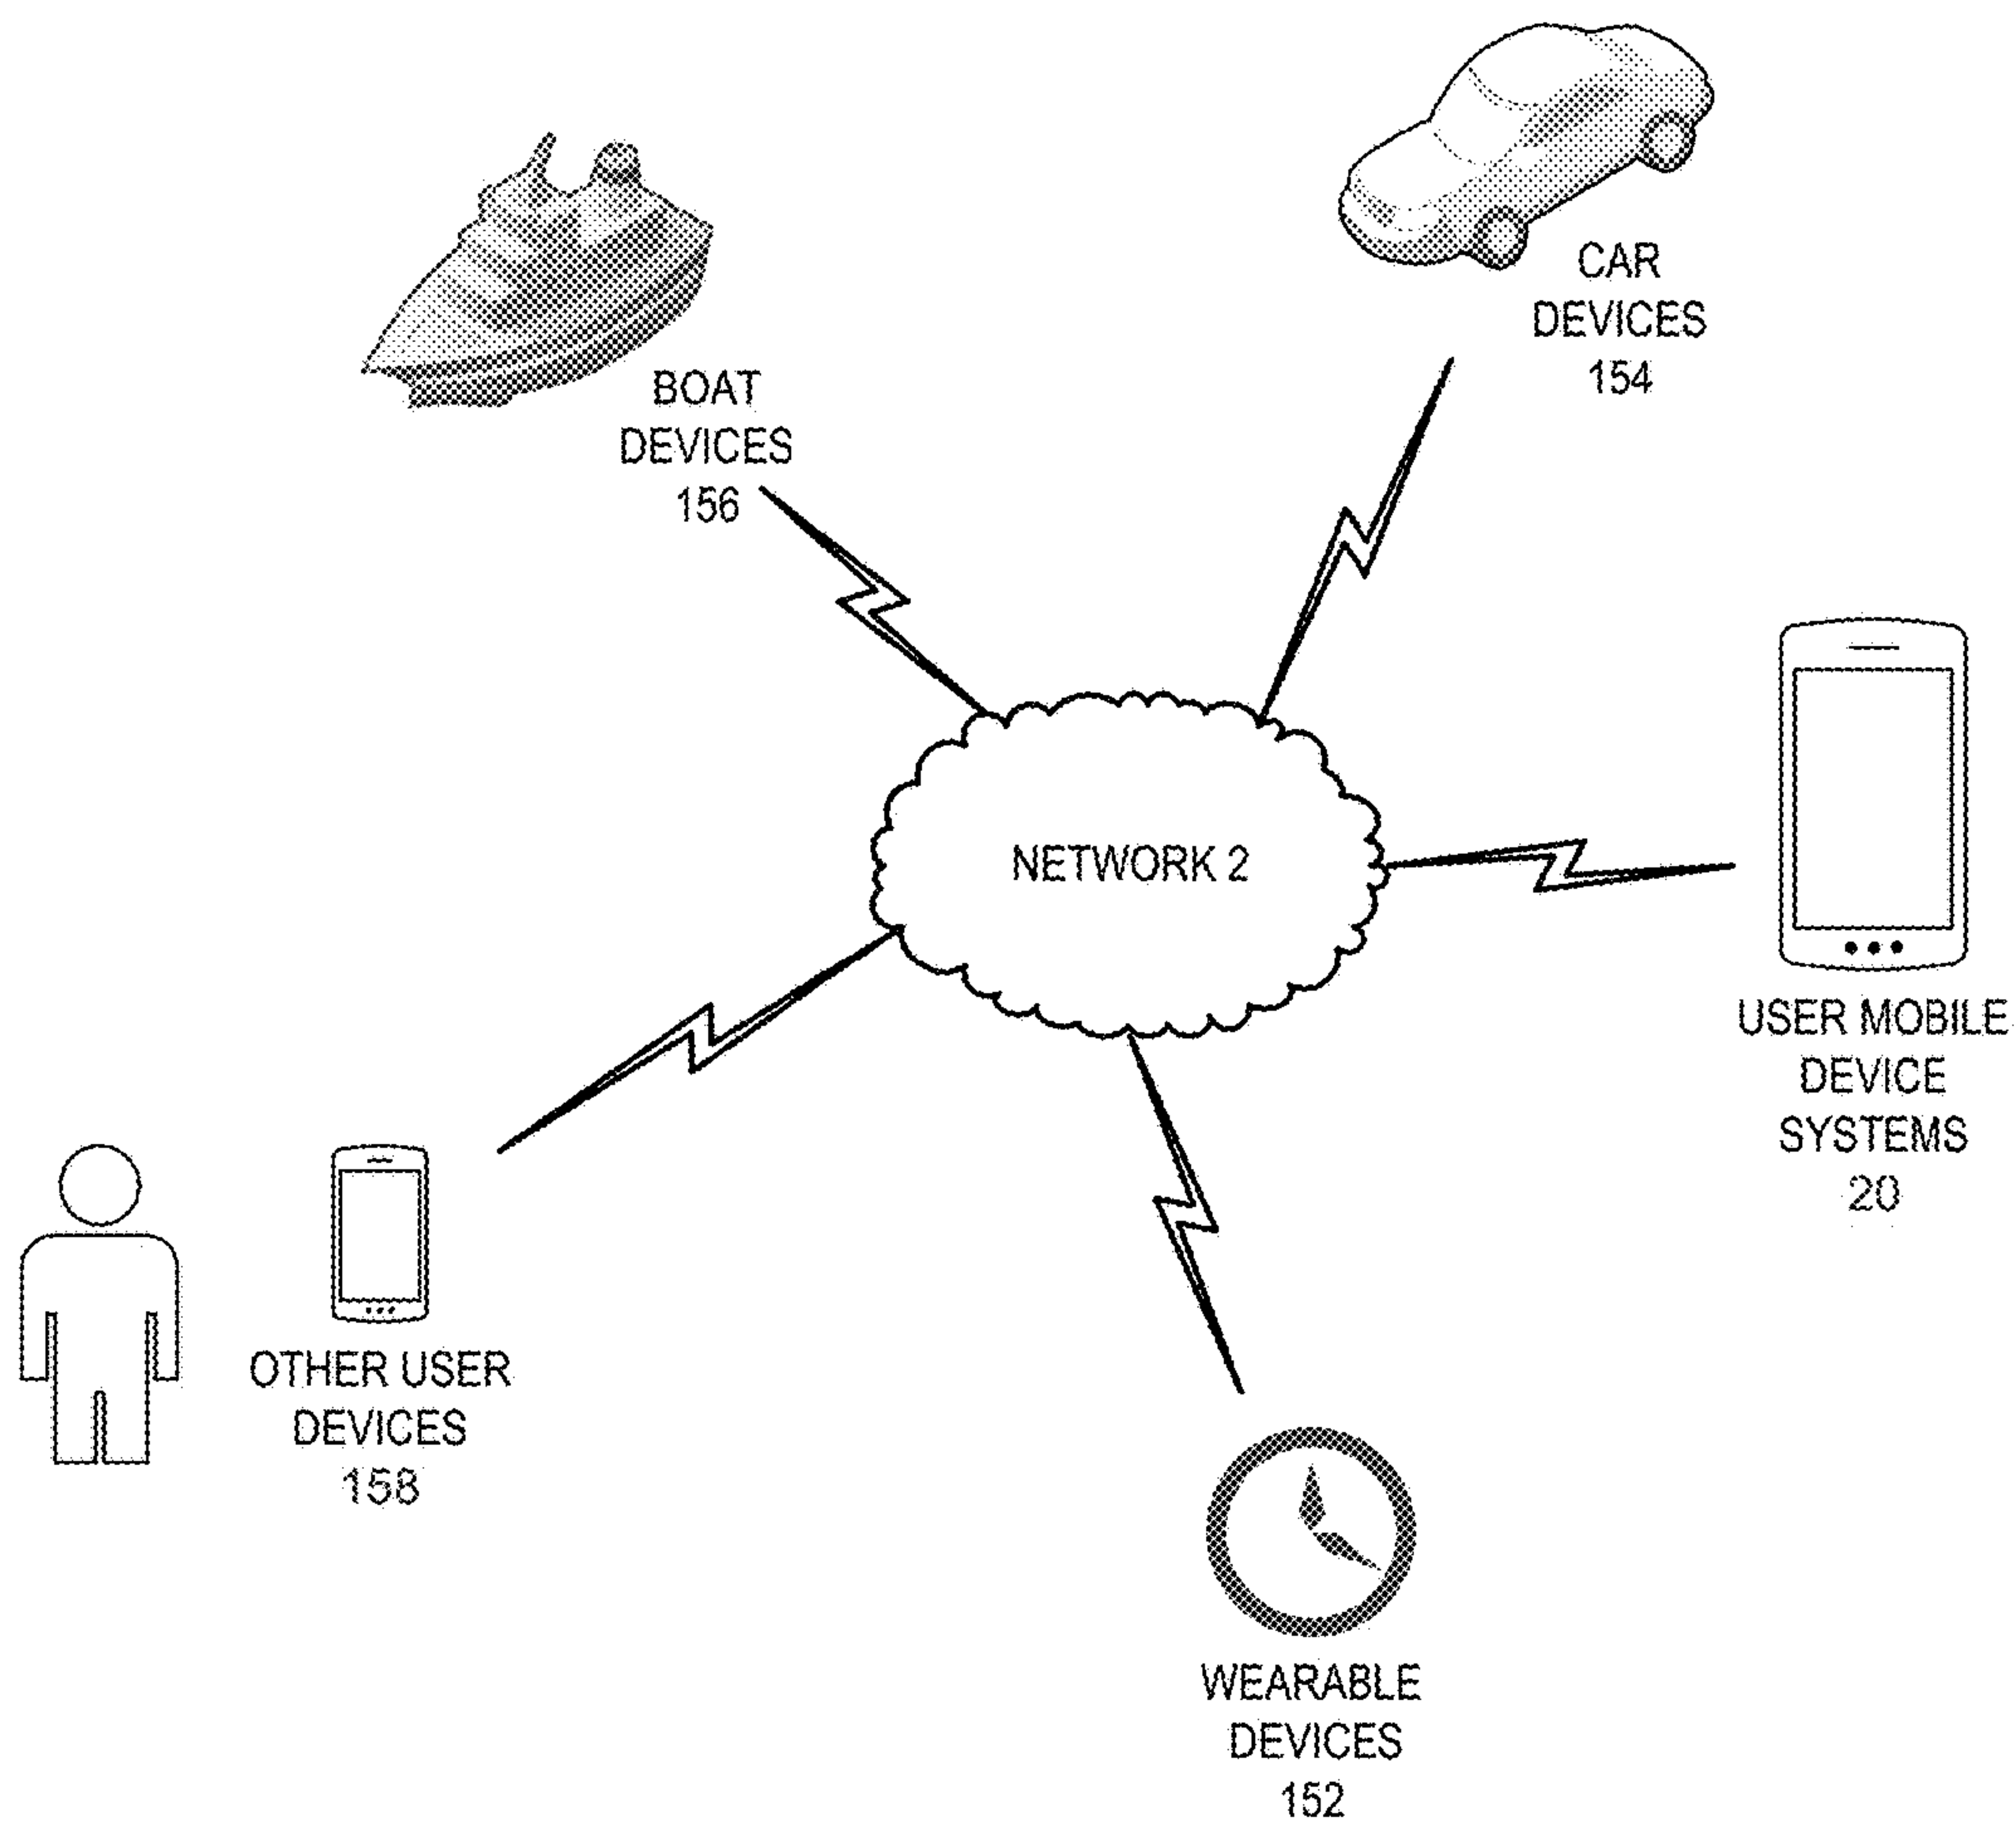 CAR
DEVICES
154
BOAT
DEVICES
156
NETWORK 2
USER MOBILE
DEVICE
SYSTEMS
20
OTHER USER
DEVICES
158
WEARABLE
DEVICES
152